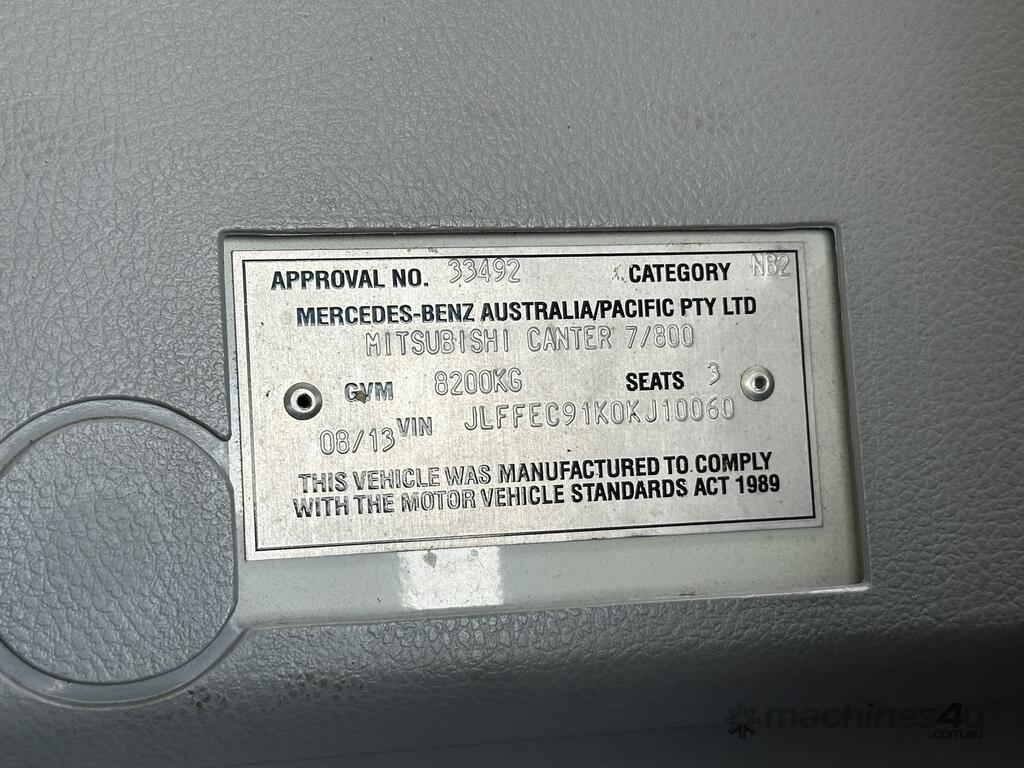 APPROVAL NO. 33492 CATEGORY NB2
MERCEDES-BENZ AUSTRALIA/PACIFIC PTY LTD
MITSUBISHI CANTER 7/800
GVM 8200KG SEATS 3
08/13 VIN JLFFEC91K0KJ10060
THIS VEHICLE WAS MANUFACTURED TO COMPLY
WITH THE MOTOR VEHICLE STANDARDS ACT 1989
machines4u
.com.au